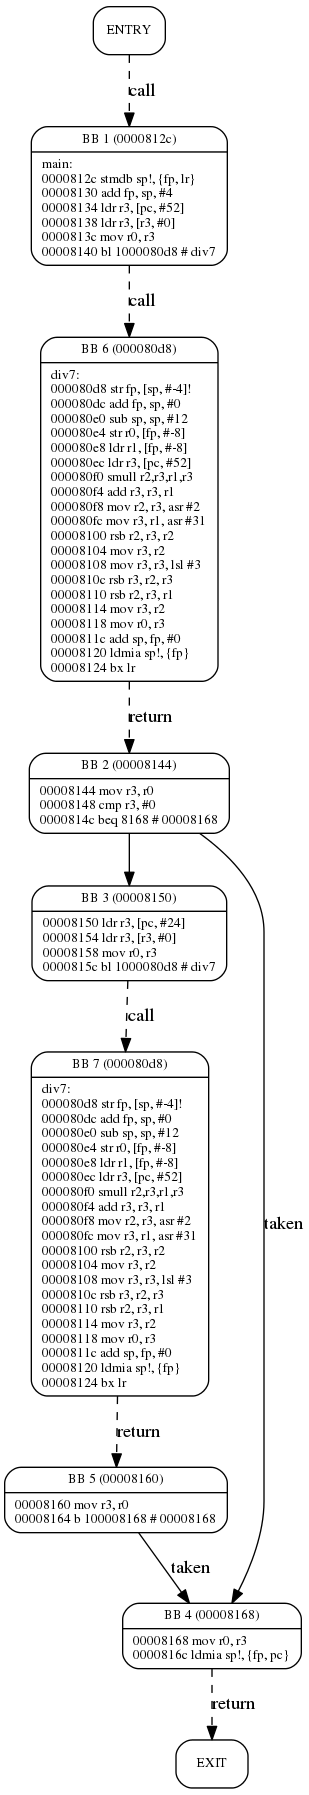 ENTRY
call
BB 1 (0000812c)
main:
0000812c stmdb sp!, {fp, lr}
00008130 add fp, sp, #4
00008134 ldr r3, [pc, #52]
00008138 ldr r3, [r3, #0]
0000813c mov r0, r3
00008140 bl 1000080d8 # div7
call
BB 6 (000080d8)
div7:
000080d8 str fp, [sp, #-4]!
000080dc add fp, sp, #0
000080e0 sub sp, sp, #12
000080e4 str r0, [fp, #-8]
000080e8 ldr r1, [fp, #-8]
000080ec ldr r3, [pc, #52]
000080f0 smull r2,r3,r1,r3
000080f4 add r3, r3, r1
000080f8 mov r2, r3, asr #2
000080fc mov r3, r1, asr #31
00008100 rsb r2, r3, r2
00008104 mov r3, r2
00008108 mov r3, r3, lsl #3
0000810c rsb r3, r2, r3
00008110 rsb r2, r3, r1
00008114 mov r3, r2
00008118 mov r0, r3
0000811c add sp, fp, #0
00008120 ldmia sp!, {fp}
00008124 bx lr
return
BB 2 (00008144)
00008144 mov r3, r0
00008148 cmp r3, #0
0000814c beq 8168 # 00008168
BB 3 (00008150)
00008150 ldr r3, [pc, #24]
00008154 ldr r3, [r3, #0]
00008158 mov r0, r3
0000815c bl 1000080d8 # div7
call
BB 7 (000080d8)
div7:
000080d8 str fp, [sp, #-4]!
000080dc add fp, sp, #0
000080e0 sub sp, sp, #12
000080e4 str r0, [fp, #-8]
000080e8 ldr r1, [fp, #-8]
000080ec ldr r3, [pc, #52]
000080f0 smull r2,r3,r1,r3
000080f4 add r3, r3, r1
000080f8 mov r2, r3, asr #2
000080fc mov r3, r1, asr #31
00008100 rsb r2, r3, r2
00008104 mov r3, r2
00008108 mov r3, r3, lsl #3
0000810c rsb r3, r2, r3
00008110 rsb r2, r3, r1
00008114 mov r3, r2
00008118 mov r0, r3
0000811c add sp, fp, #0
00008120 ldmia sp!, {fp}
00008124 bx lr
taken
return
BB 5 (00008160)
00008160 mov r3, r0
00008164 b 100008168 # 00008168
taken
BB 4 (00008168)
00008168 mov r0, r3
0000816c ldmia sp!, {fp, pc}
return
EXIT